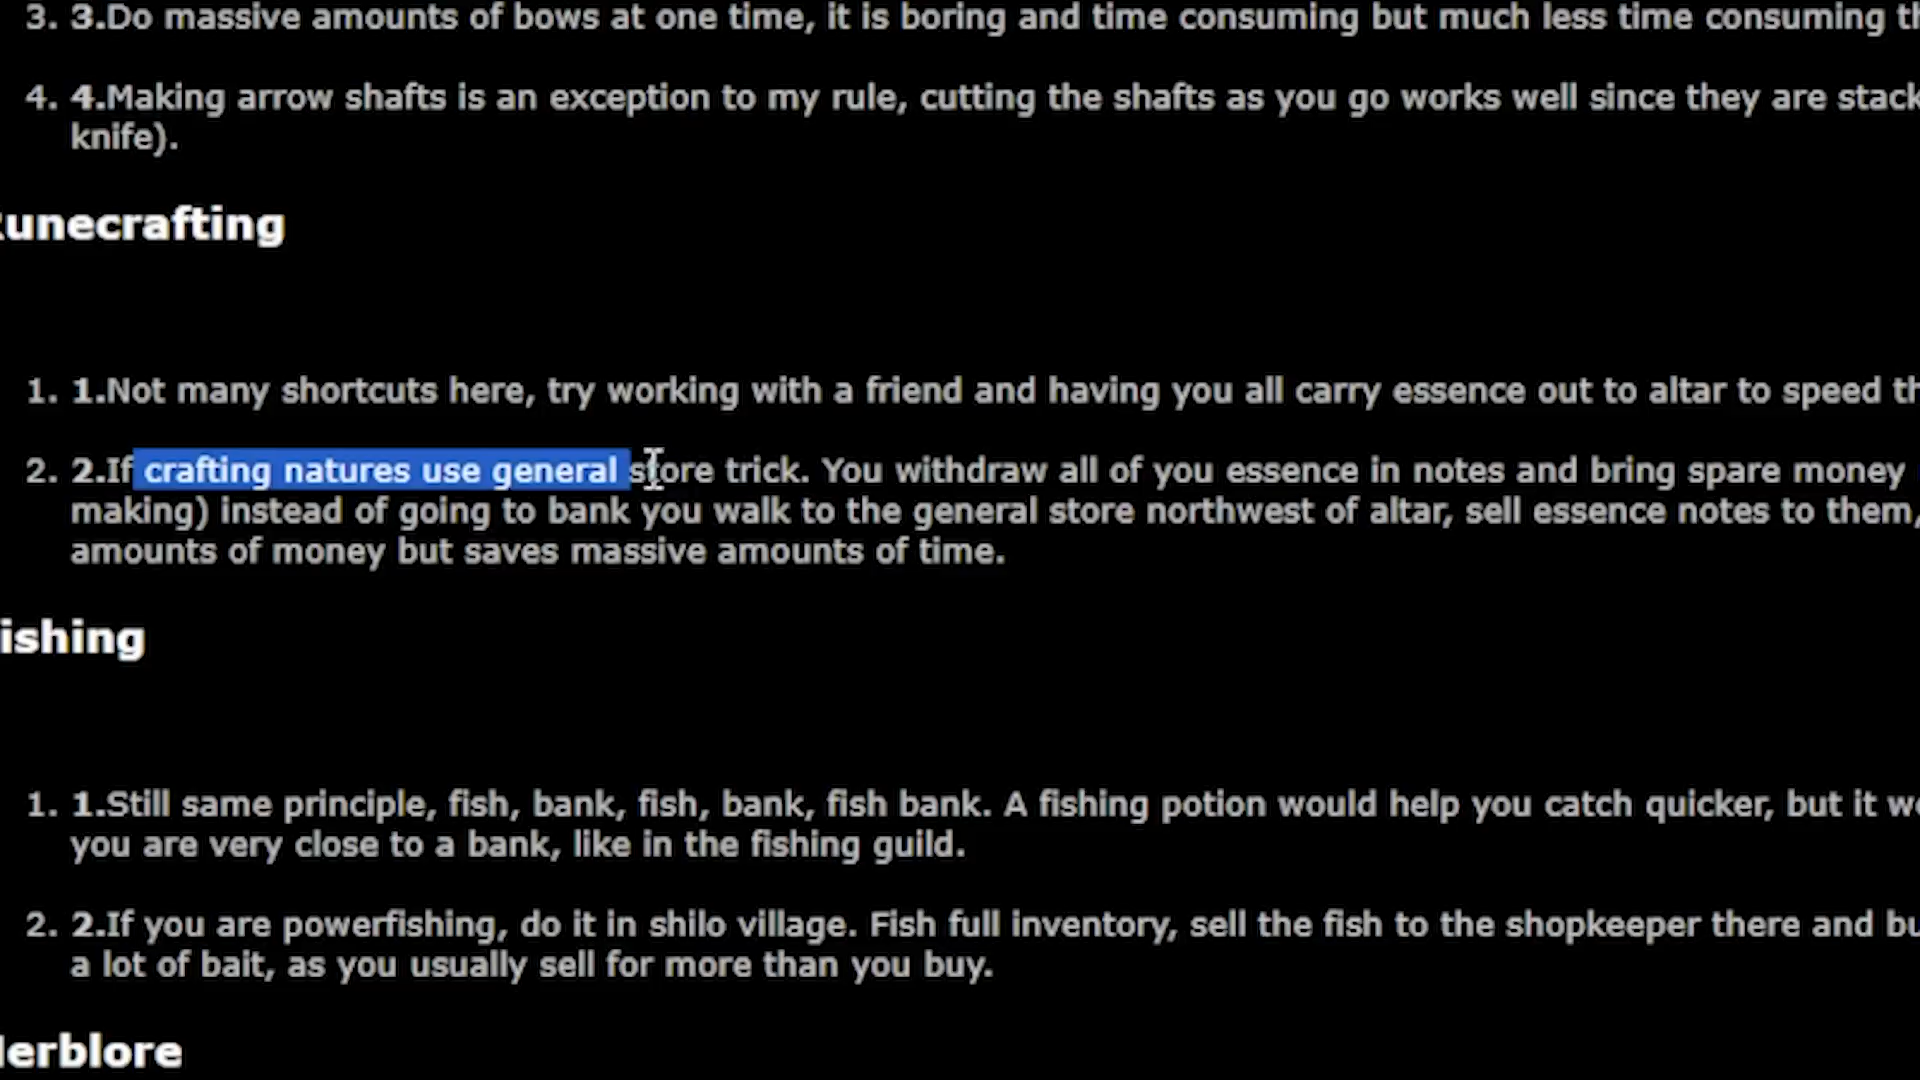 3. 3.Do massive amounts of bows at one time, it is boring and time consuming but much less time consuming
4. 4.Making arrow shafts is an exception to my rule, cutting the shafts as you go works well since they are
knife).
unecrafting
1. 1.Not many shortcuts here, try working with a friend and having you all carry essence out to altar to speed
2. 2.If crafting natures use general store trick. You withdraw all of you essence in notes and bring spare money
making) instead of going to bank you walk to the general store northwest of altar, sell essence notes to them,
amounts of money but saves massive amounts of time.
ishing
1. 1.Still same principle, fish, bank, fish, bank, fish bank. A fishing potion would help you catch quicker, but it
you are very close to a bank, like in the fishing guild.
2. 2.If you are powerfishing, do it in shilo village. Fish full inventory, sell the fish to the shopkeeper there and
a lot of bait, as you usually sell for more than you buy.
erblore